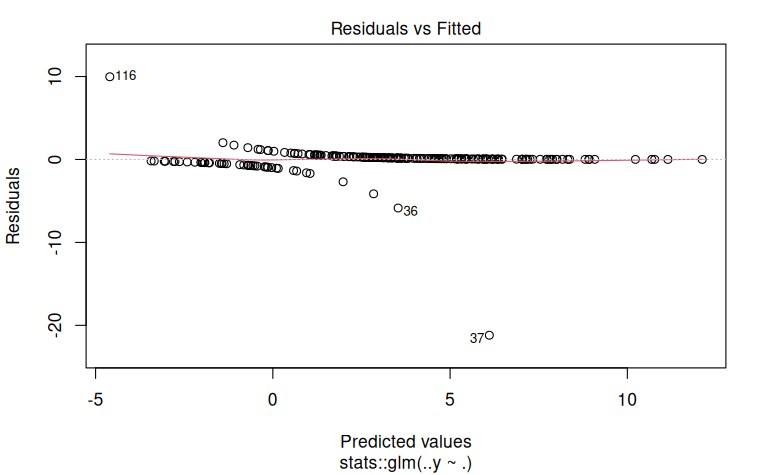 Residuals vs Fitted
10
0
-10
-20
Residuals
116
36
37
-5
0
5
10
Predicted values
stats::glm(..y ~ .)